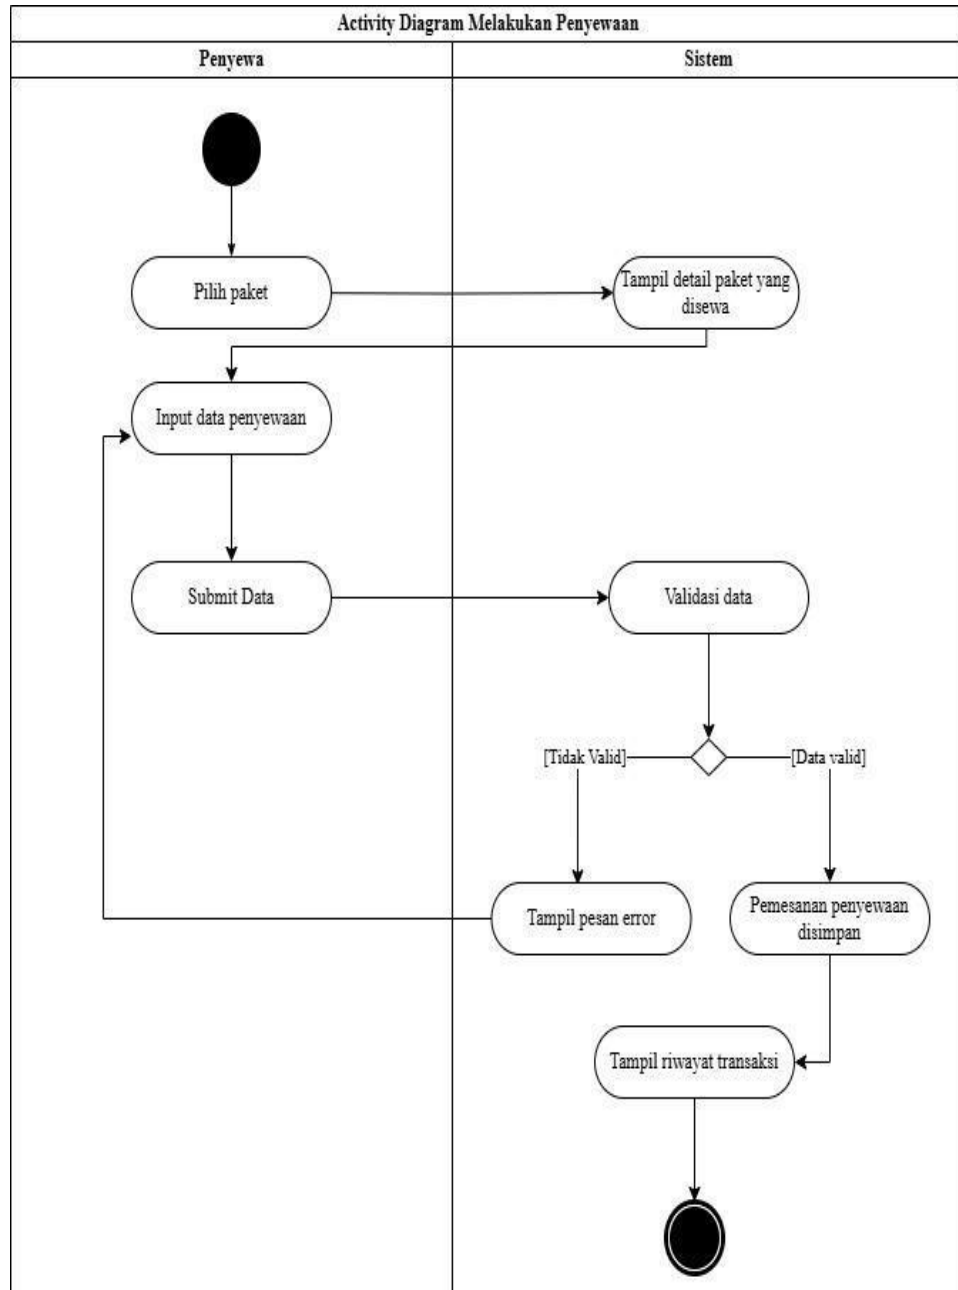 Activity Diagram Melakukan Penyewaan
Penyewa
Sistem
Pilih paket
Tampil detail paket yang
disewa
Input data penyewaan
Submit Data
Validasi data
[Tidak Valid]
[Data valid]
Tampil pesan error
Pemesanan penyewaan
disimpan
Tampil riwayat transaksi